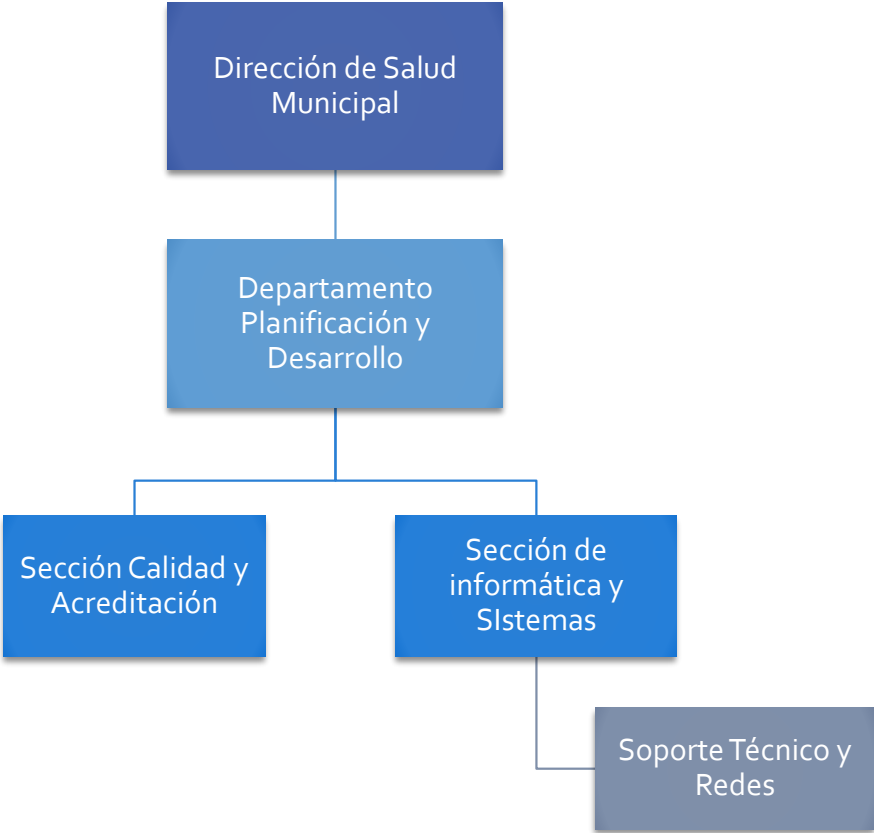 Dirección de Salud
Municipal
Departamento
Planificación y
Desarrollo
Sección Calidad y
Acreditación
Sección de
informática y
SIstemas
Soporte Técnico y
Redes